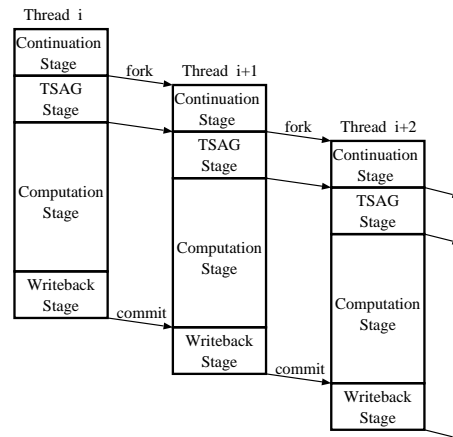 Thread i
Continuation
Stage
fork
TSAG
Stage
Computation
Stage
Writeback
Stage
commit
Thread i+1
Continuation
Stage
fork
TSAG
Stage
Computation
Stage
Writeback
Stage
commit
Thread i+2
Continuation
Stage
TSAG
Stage
Computation
Stage
Writeback
Stage